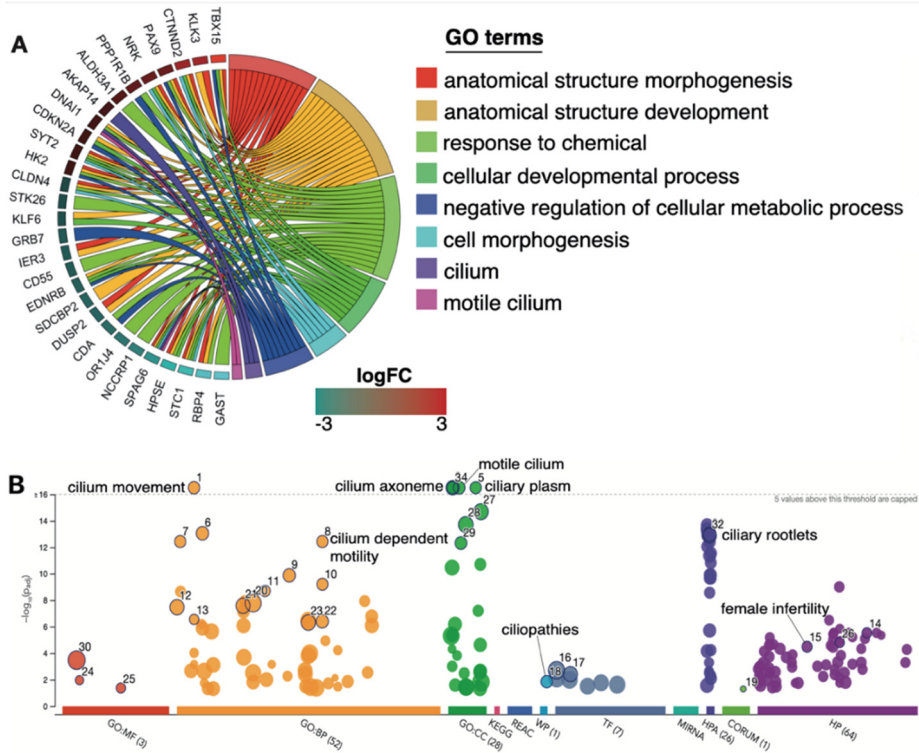 A
TBX15
KLK3
CTNND2
PAX9
NRK
PPP1R1B
ALDH3A1
AKAP14
DNAI1
CDKN2A
SYT2
HK2
CLDN4
STK26
KLF6
GRB7
IER3
CD55
EDNRB
SDCBP2
DUSP2
CDA
OR1J4
NCCRP1
SPAG6
HPSE
STC1
RBP4
GAST
GO terms
anatomical structure morphogenesis
anatomical structure development
response to chemical
cellular developmental process
negative regulation of cellular metabolic process
cell morphogenesis
cilium
motile cilium
logFC
-3 3
B
motile cilium
cilium movement 1 cilium axoneme 34 5 ciliary plasm
5 values above this threshold are capped
27
28
29
7 6 8 cilium dependent
motility
32 ciliary rootlets
9
10
11
12
13
21 20
23 22
female infertility
14
15
26
ciliopathies
16
17
18
19
30
24
25
-log₁₀(padj)
≥16
14
12
10
8
6
4
2
0
GO:MF (3)
GO:BP (52)
GO:CC (28)
KEGG
REAC
WP (1)
TF (7)
MIRNA
HPA (26)
CORUM (1)
HP (64)